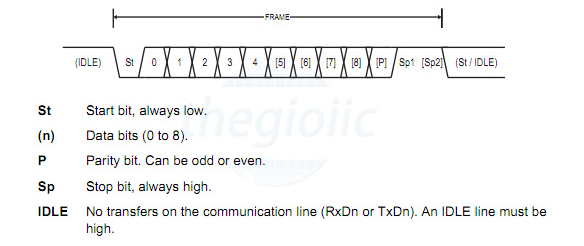 FRAME
(IDLE) St 0 1 2 3 4 [5] [6] [7] [8] [P] Sp1 [Sp2] (St / IDLE)
thegioiic
St Start bit, always low.
(n) Data bits (0 to 8).
P Parity bit. Can be odd or even.
Sp Stop bit, always high.
IDLE No transfers on the communication line (RxDn or TxDn). An IDLE line must be
high.